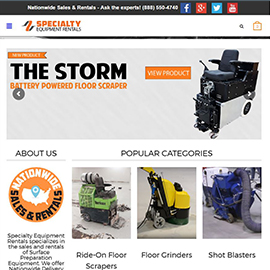 Nationwide Sales & Rentals - Ask the experts! (888) 550-4740
SPECIALTY
EQUIPMENT RENTALS
NEW PRODUCT
THE STORM
BATTERY POWERED FLOOR SCRAPER
VIEW PRODUCT
ABOUT US
NATIONWIDE
SALES & RENTALS
Specialty Equipment
Rentals specializes in
the sales and rentals
of Surface
Preparation
Equipment. We offer
Nationwide Delivery
POPULAR CATEGORIES
Ride-On Floor
Scrapers
Floor Grinders
Shot Blasters